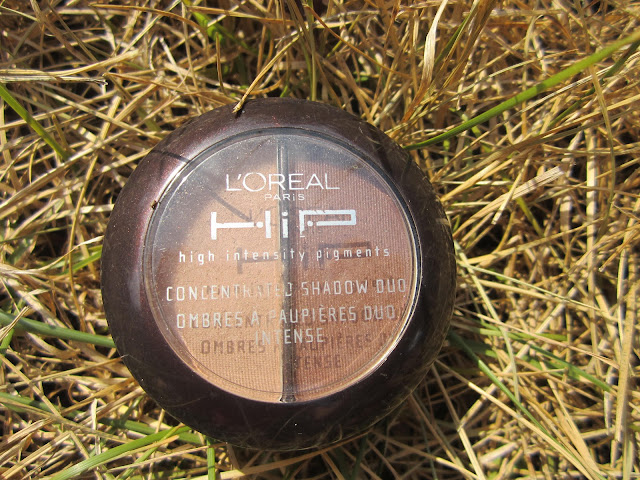 L'ORÉAL
PARIS
HiP
high intensity pigments
CONCENTRATED SHADOW DUO
OMBRES À PAUPIÈRES DUO
INTENSE